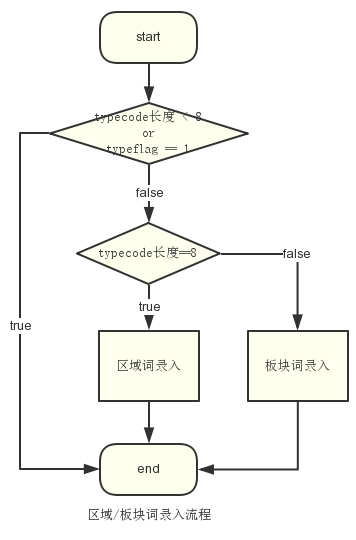 start
typecode长度 < 8
or
typeflag == 1
false
typecode长度==8
false
true
true
区域词录入
板块词录入
end
区域/板块词录入流程